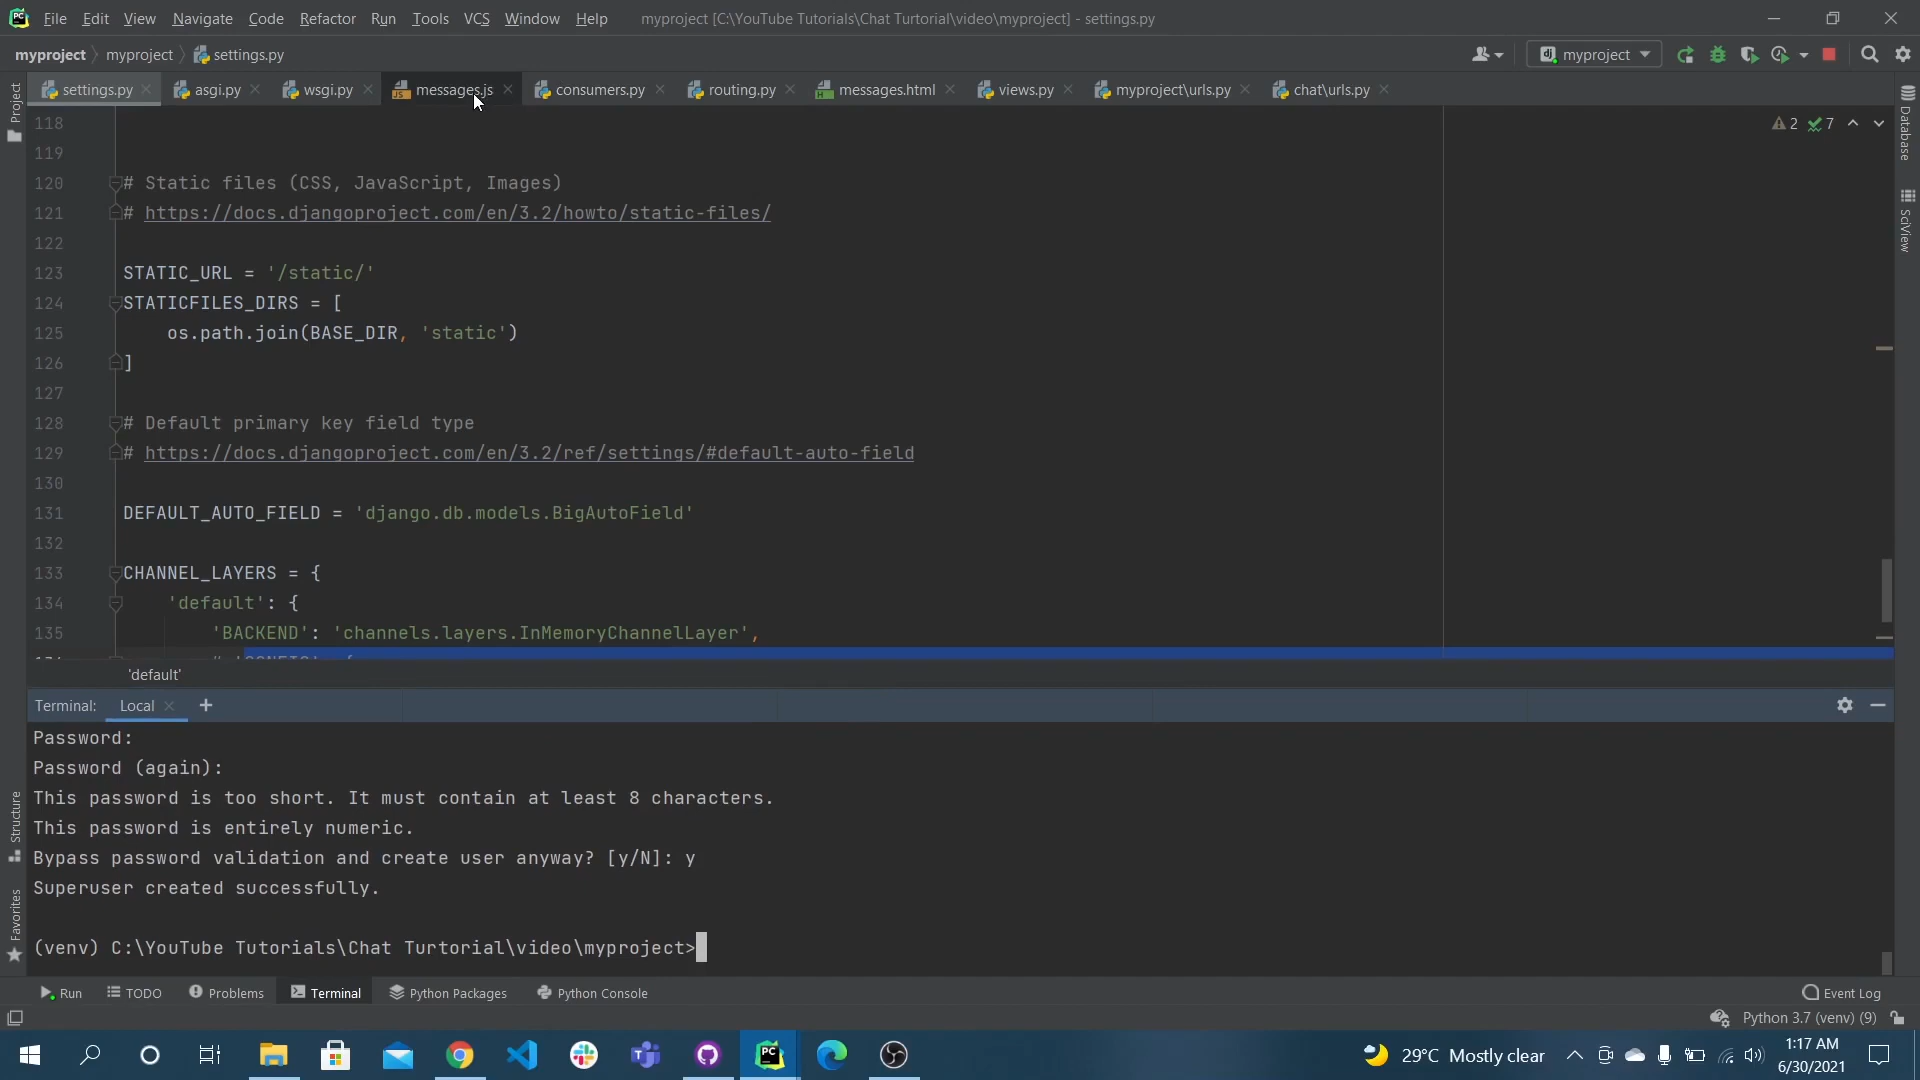 File Edit View Navigate Code Refactor Run Tools VCS Window Help myproject [C:\YouTube Tutorials\Chat Turtorial\video\myproject] - settings.py
myproject myproject settings.py myproject
settings.py asgi.py wsgi.py messages.js consumers.py routing.py messages.html views.py myproject\urls.py chat\urls.py
Project
Database
SciView
Structure
Favorites
2 7
118
119
120 # Static files (CSS, JavaScript, Images)
121 # https://docs.djangoproject.com/en/3.2/howto/static-files/
122
123 STATIC_URL = '/static/'
124 STATICFILES_DIRS = [
125 os.path.join(BASE_DIR, 'static')
126 ]
127
128 # Default primary key field type
129 # https://docs.djangoproject.com/en/3.2/ref/settings/#default-auto-field
130
131 DEFAULT_AUTO_FIELD = 'django.db.models.BigAutoField'
132
133 CHANNEL_LAYERS = {
134 'default': {
135 'BACKEND': 'channels.layers.InMemoryChannelLayer',
'default'
Terminal: Local +
Password:
Password (again):
This password is too short. It must contain at least 8 characters.
This password is entirely numeric.
Bypass password validation and create user anyway? [y/N]: y
Superuser created successfully.
(venv) C:\YouTube Tutorials\Chat Turtorial\video\myproject>
Run TODO Problems Terminal Python Packages Python Console Event Log
Python 3.7 (venv) (9)
29°C Mostly clear 1:17 AM
6/30/2021